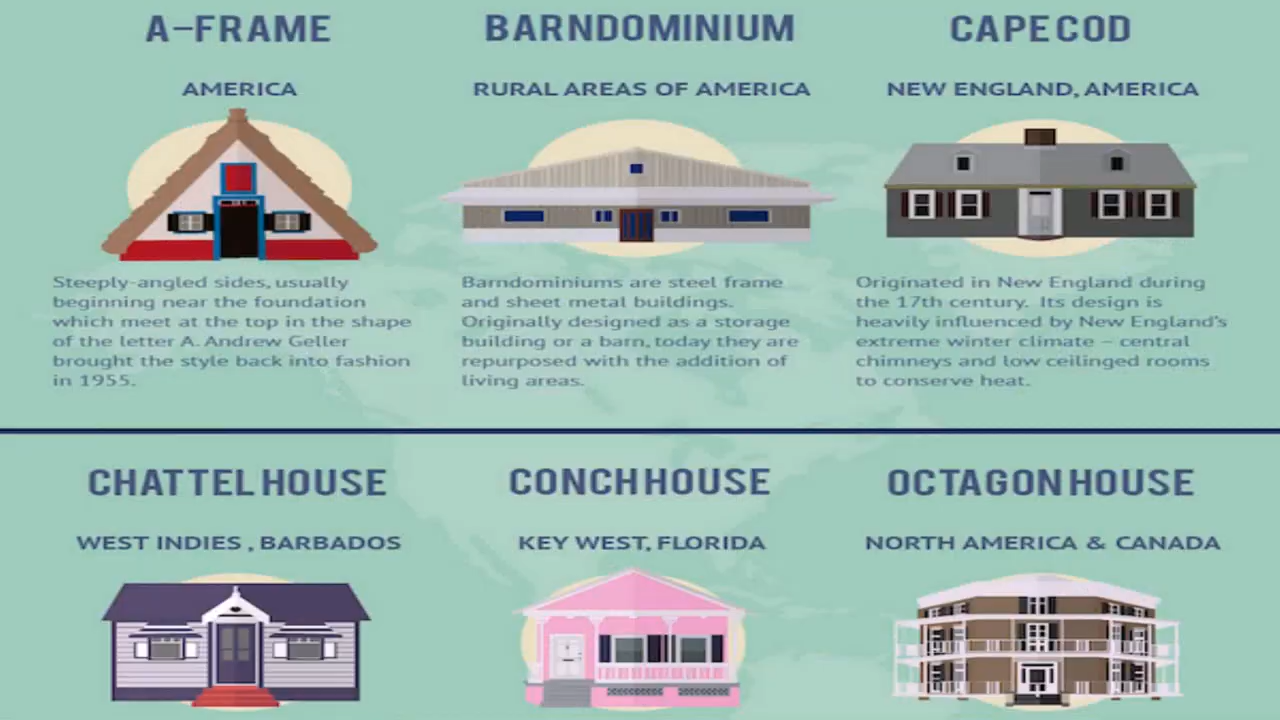 A-FRAME
AMERICA
Steeply-angled sides, usually
beginning near the foundation
which meet at the top in the shape
of the letter A. Andrew Geller
brought the style back into fashion
in 1955.
BARNDOMINIUM
RURAL AREAS OF AMERICA
Barndominiums are steel frame
and sheet metal buildings.
Originally designed as a storage
building or a barn, today they are
repurposed with the addition of
living areas.
CAPE COD
NEW ENGLAND, AMERICA
Originated in New England during
the 17th century. Its design is
heavily influenced by New England's
extreme winter climate – central
chimneys and low ceilinged rooms
to conserve heat.
CHATTEL HOUSE
WEST INDIES , BARBADOS
CONCH HOUSE
KEY WEST, FLORIDA
OCTAGON HOUSE
NORTH AMERICA & CANADA